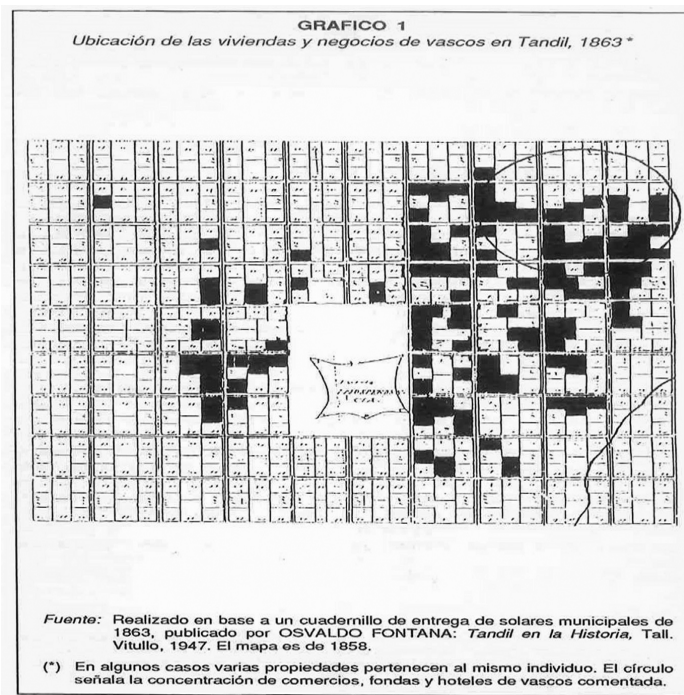 GRAFICO 1
Ubicación de las viviendas y negocios de vascos en Tandil, 1863*
Fuente: Realizado en base a un cuadernillo de entrega de solares municipales de
1863, publicado por OSVALDO FONTANA: Tandil en la Historia, Tall.
Vitullo, 1947. El mapa es de 1858.
(*) En algunos casos varias propiedades pertenecen al mismo individuo. El círculo
señala la concentración de comercios, fondas y hoteles de vascos comentada.